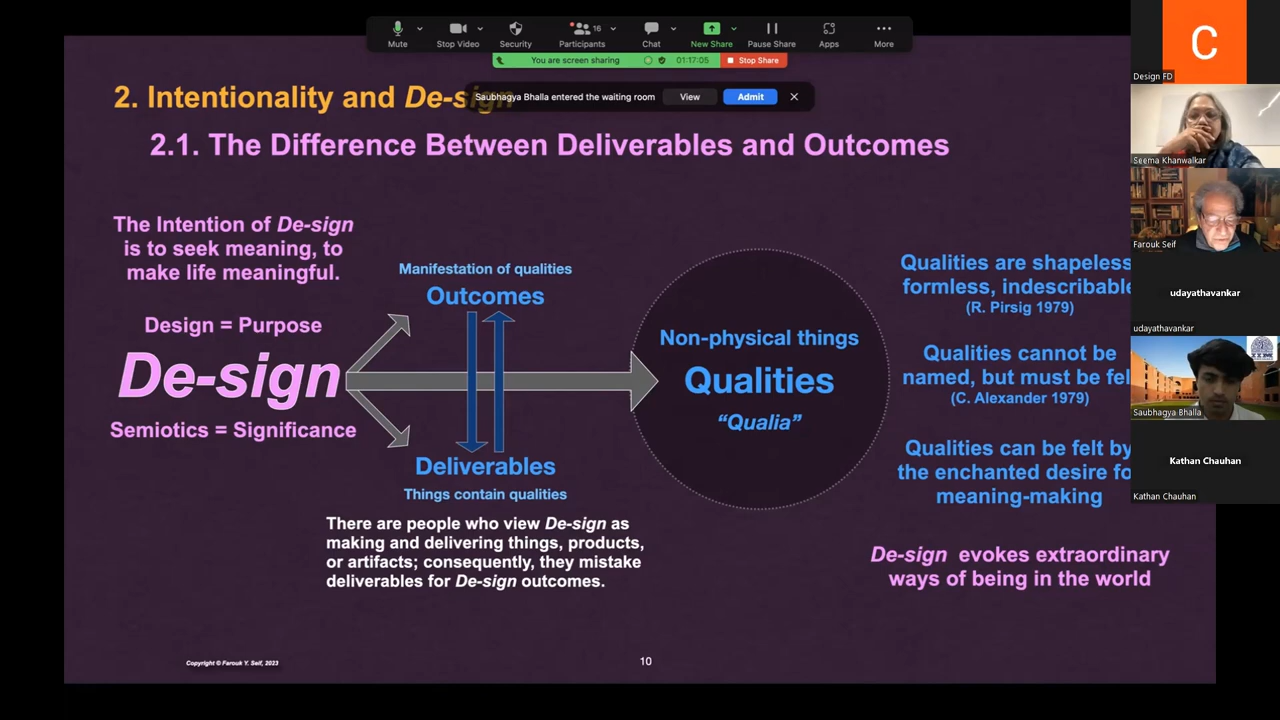 Mute
Stop Video
Security
16
Participants
Chat
New Share
Pause Share
Apps
More
You are screen sharing
01:17:05
Stop Share
Saubhagya Bhalla entered the waiting room
View
Admit
2. Intentionality and De-sign
2.1. The Difference Between Deliverables and Outcomes
The Intention of De-sign
is to seek meaning, to
make life meaningful.
Design = Purpose
De-sign
Semiotics = Significance
Manifestation of qualities
Outcomes
Deliverables
Things contain qualities
There are people who view De-sign as
making and delivering things, products,
or artifacts; consequently, they mistake
deliverables for De-sign outcomes.
Non-physical things
Qualities
“Qualia”
Qualities are shapeless
formless, indescribable
(R. Pirsig 1979)
Qualities cannot be
named, but must be fel
(C. Alexander 1979)
Qualities can be felt by
the enchanted desire fo
meaning-making
De-sign evokes extraordinary
ways of being in the world
Copyright © Farouk Y. Seif, 2023
10
C
Design FD
Seema Khanwalkar
Farouk Seif
udayathavankar
udayathavankar
Saubhagya Bhalla
Kathan Chauhan
Kathan Chauhan